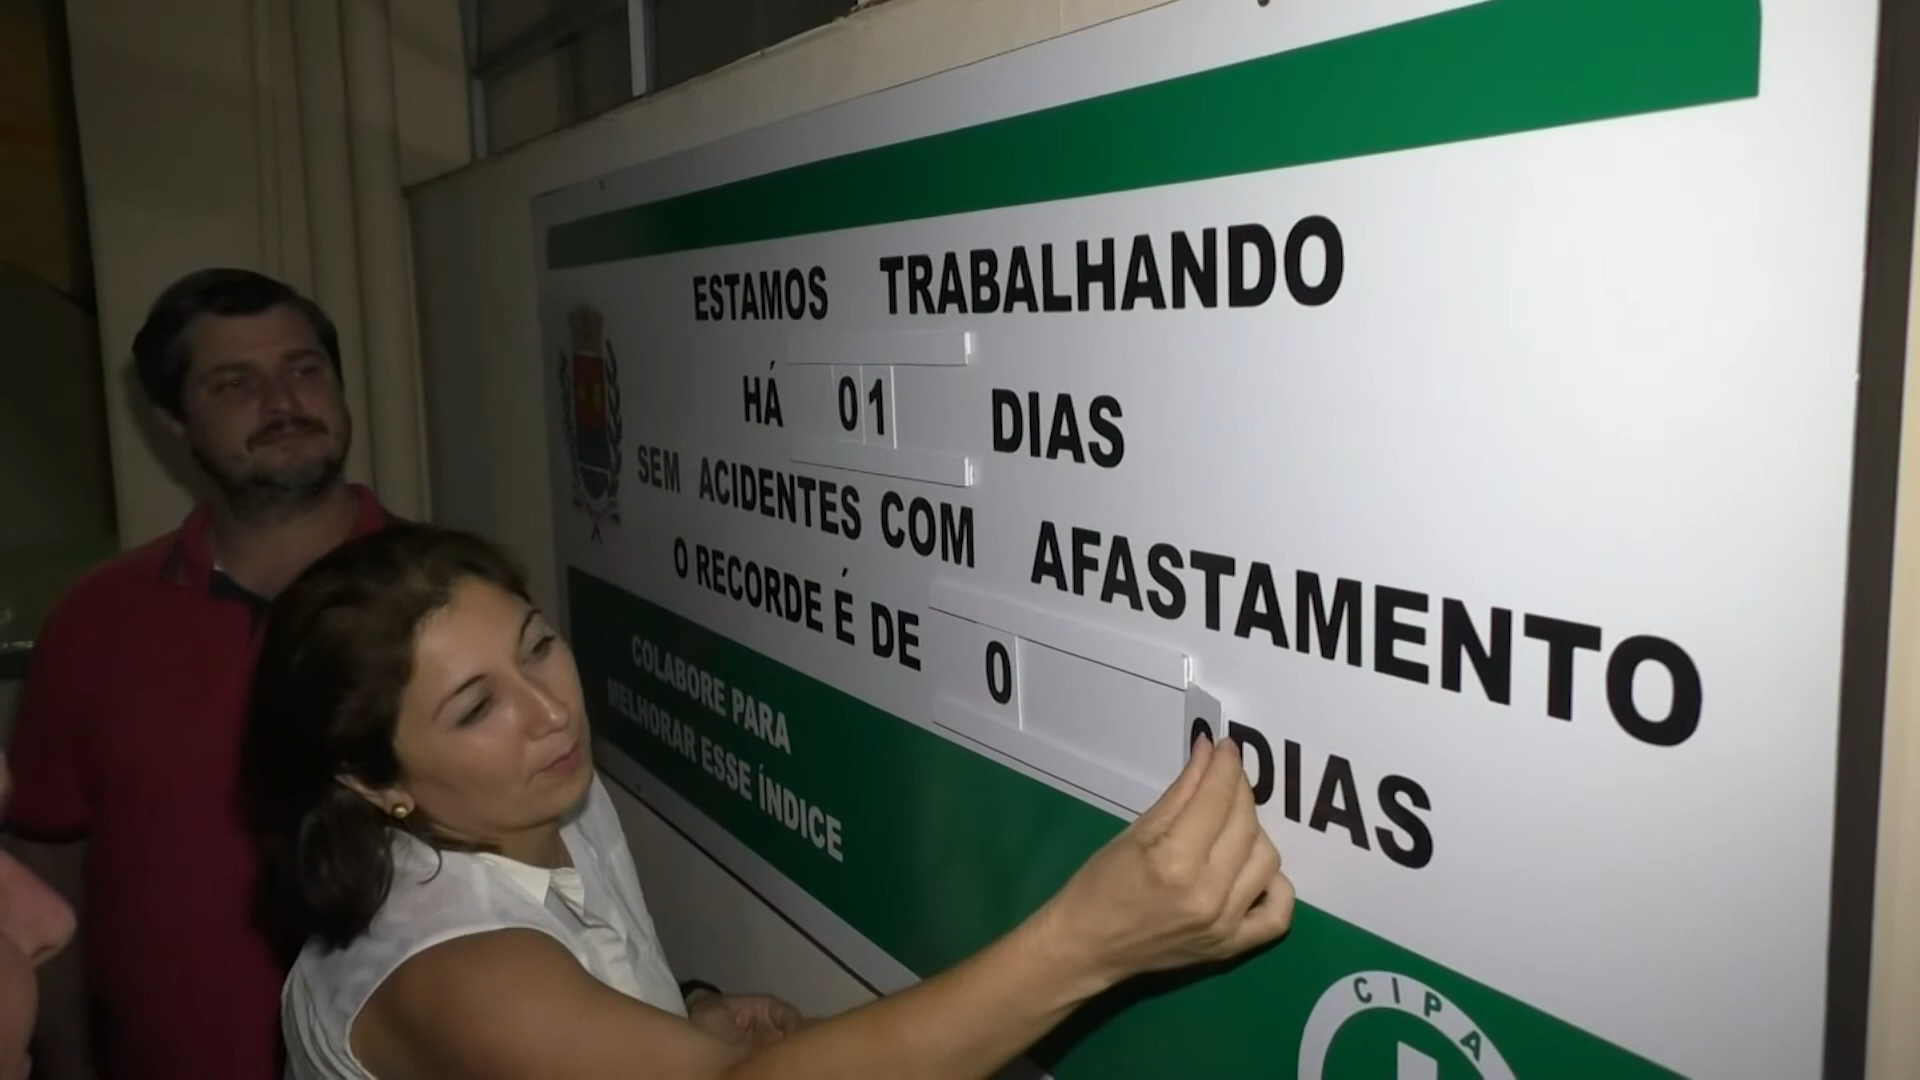 ESTAMOS TRABALHANDO
HÁ 01 DIAS
SEM ACIDENTES COM AFASTAMENTO
O RECORDE É DE 0 DIAS
COLABORE PARA
MELHORAR ESSE ÍNDICE
CIPA